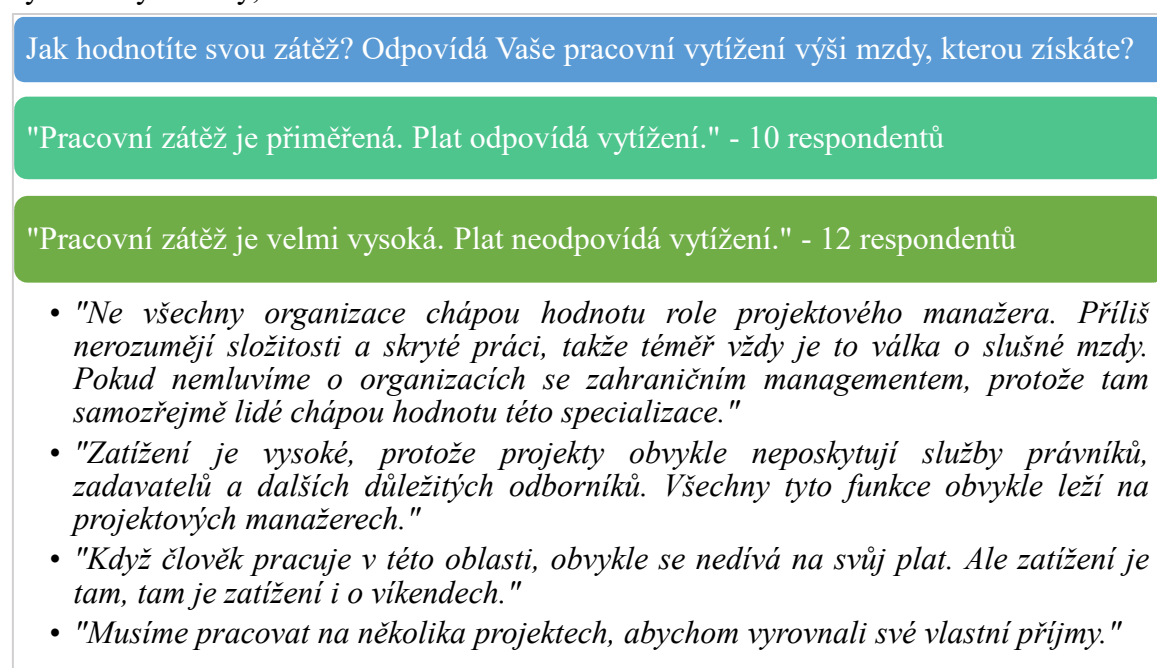 Jak hodnotíte svou zátěž? Odpovídá Vaše pracovní vytížení výši mzdy, kterou získáte?
"Pracovní zátěž je přiměřená. Plat odpovídá vytížení." - 10 respondentů
"Pracovní zátěž je velmi vysoká. Plat neodpovídá vytížení." - 12 respondentů
• "Ne všechny organizace chápou hodnotu role projektového manažera. Příliš
nerozumějí složitosti a skryté práci, takže téměř vždy je to válka o slušné mzdy.
Pokud nemluvíme o organizacích se zahraničním managementem, protože tam
samozřejmě lidé chápou hodnotu této specializace."
• "Zatížení je vysoké, protože projekty obvykle neposkytují služby právníků,
zadavatelů a dalších důležitých odborníků. Všechny tyto funkce obvykle leží na
projektových manažerech."
• "Když člověk pracuje v této oblasti, obvykle se nedívá na svůj plat. Ale zatížení je
tam, tam je zatížení i o víkendech."
• "Musíme pracovat na několika projektech, abychom vyrovnali své vlastní příjmy."